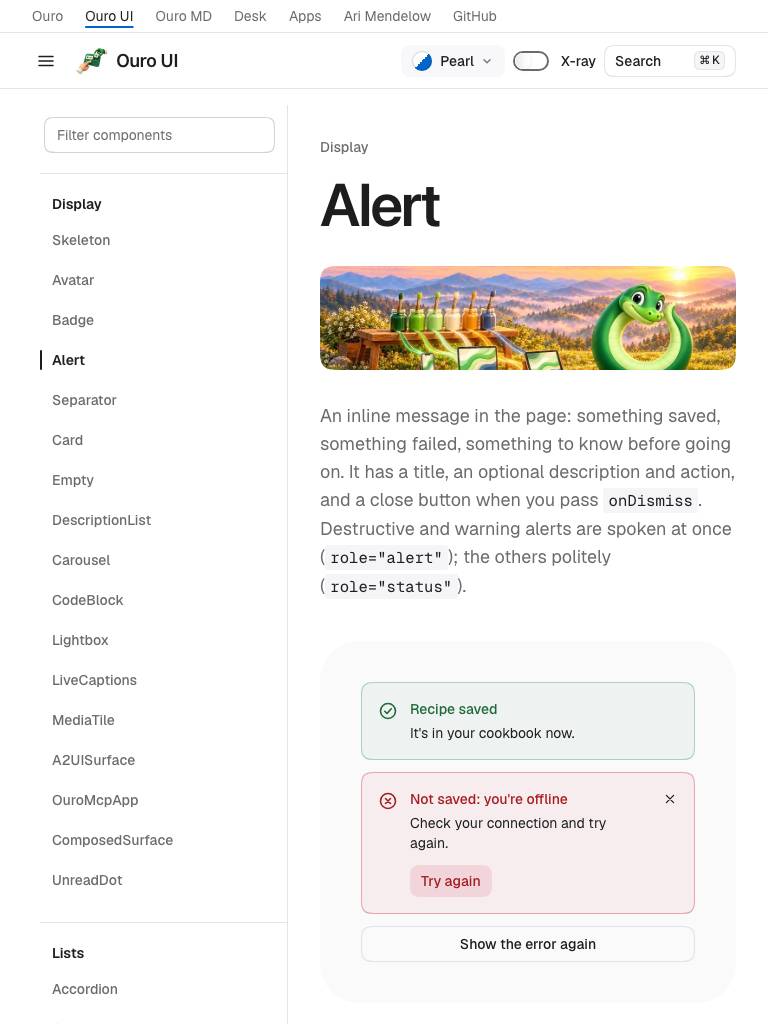 Ouro
Ouro UI
Ouro MD
Desk
Apps
Ari Mendelow
GitHub
Ouro UI
Pearl
X-ray
Search
⌘ K
Filter components
Display
Skeleton
Avatar
Badge
Alert
Separator
Card
Empty
DescriptionList
Carousel
CodeBlock
Lightbox
LiveCaptions
MediaTile
A2UISurface
OuroMcpApp
ComposedSurface
UnreadDot
Lists
Accordion
Display
Alert
An inline message in the page: something saved,
something failed, something to know before going
on. It has a title, an optional description and action,
and a close button when you pass onDismiss.
Destructive and warning alerts are spoken at once
(role="alert"); the others politely
(role="status").
Recipe saved
It's in your cookbook now.
Not saved: you're offline
Check your connection and try
again.
Try again
Show the error again